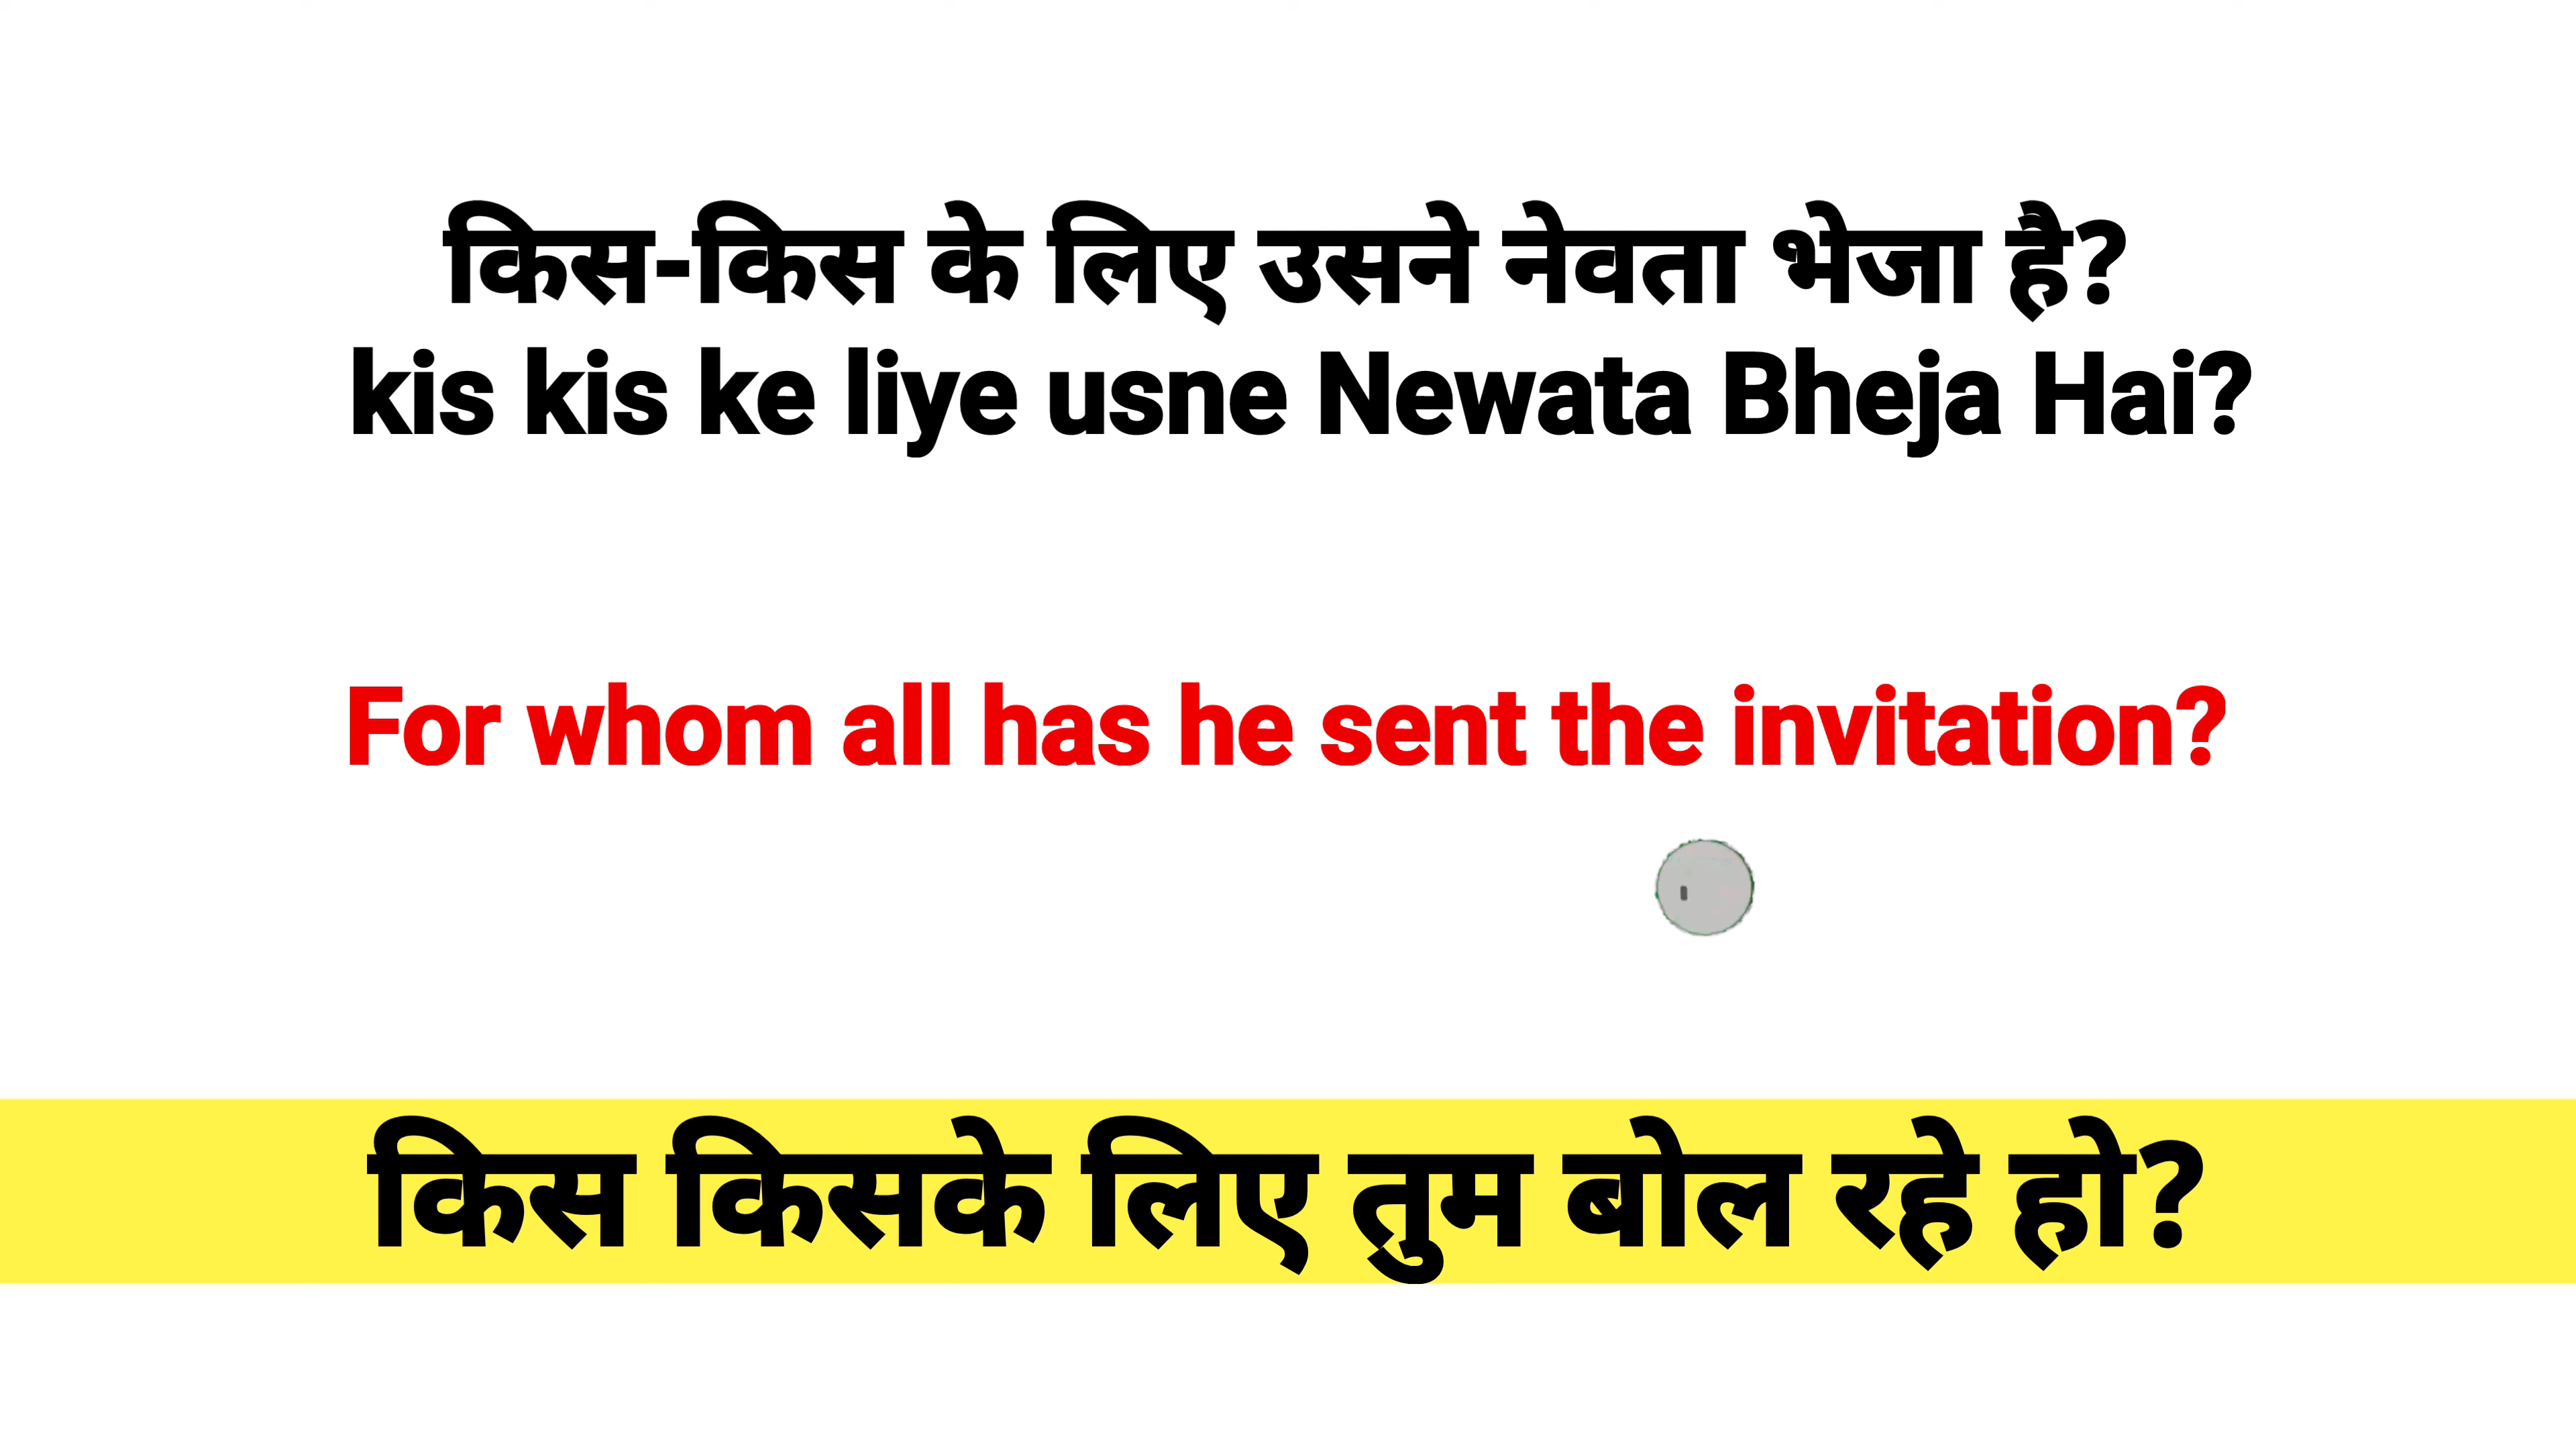 किस-किस के लिए उसने नेवता भेजा है?
kis kis ke liye usne Newata Bheja Hai?
For whom all has he sent the invitation?
किस किसके लिए तुम बोल रहे हो?